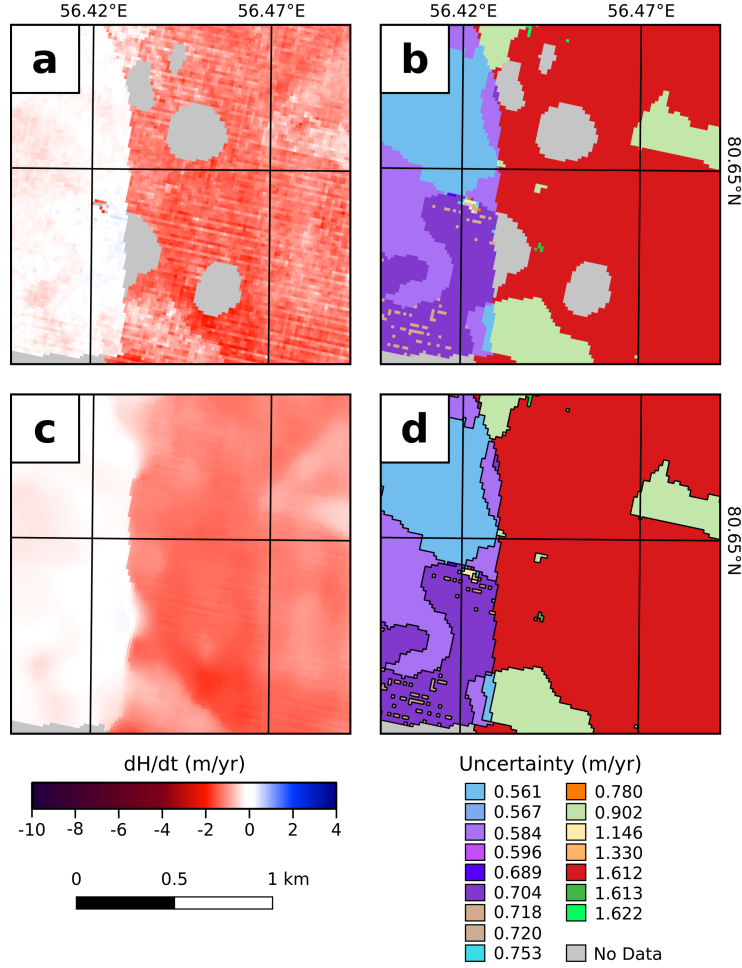 56.42°E 56.47°E 56.42°E 56.47°E
a b
80.65°N
c d
80.65°N
dH/dt (m/yr)
-10 -8 -6 -4 -2 0 2 4
0 0.5 1 km
Uncertainty (m/yr)
0.561 0.780
0.567 0.902
0.584 1.146
0.596 1.330
0.689 1.612
0.704 1.613
0.718 1.622
0.720
0.753 No Data